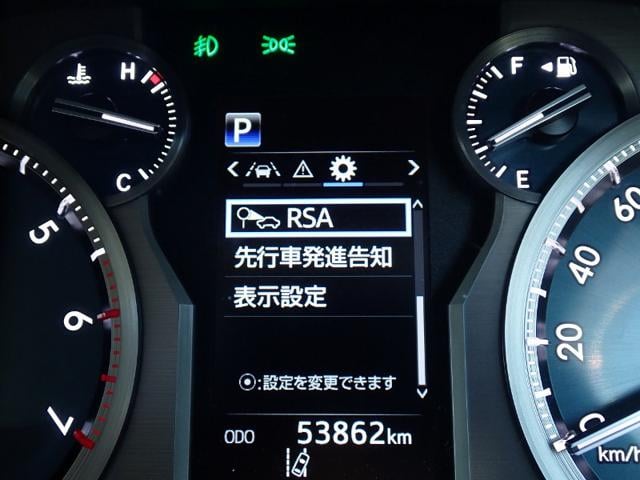 H
C
F
E
P
RSA
先行車発進告知
表示設定
⦿:設定を変更できます
ODO 53862km
5
6
7
60
40
20
0
km/h